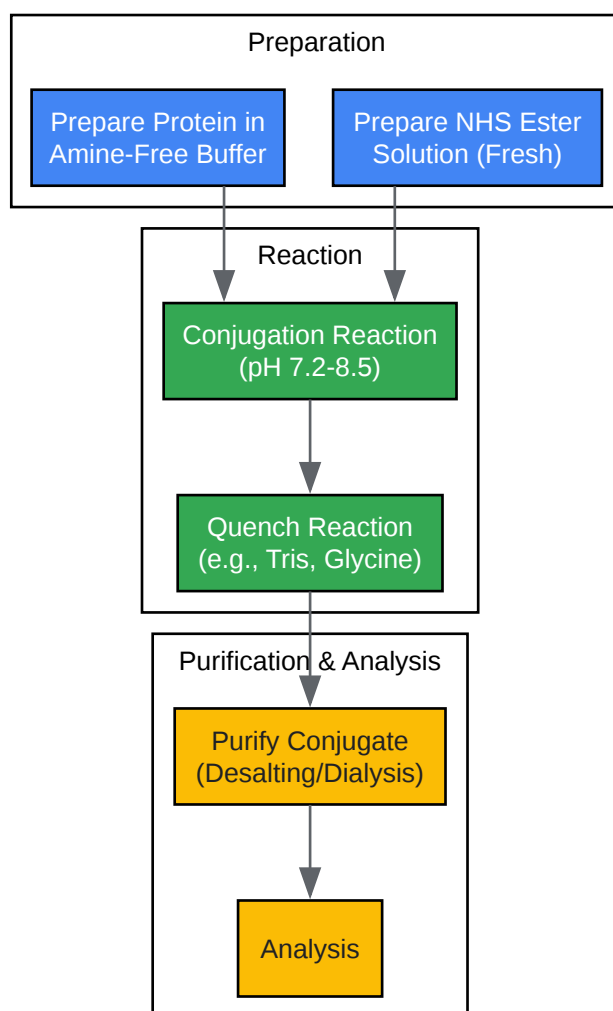 Preparation
Prepare Protein in
Amine-Free Buffer
Prepare NHS Ester
Solution (Fresh)
Reaction
Conjugation Reaction
(pH 7.2-8.5)
Quench Reaction
(e.g., Tris, Glycine)
Purification & Analysis
Purify Conjugate
(Desalting/Dialysis)
Analysis